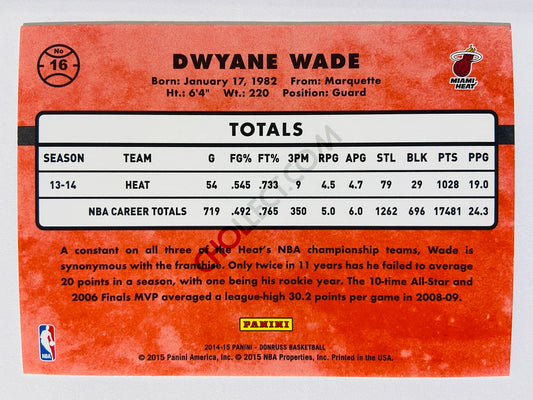 No
16
DWYANE WADE
Born: January 17, 1982 From: Marquette
Ht.: 6'4" Wt.: 220 Position: Guard
MIAMI HEAT
TOTALS
SEASON TEAM G FG% FT% 3PM RPG APG STL BLK PTS PPG
13-14 HEAT 54 .545 .733 9 4.5 4.7 79 29 1028 19.0
NBA CAREER TOTALS 719 .492 .765 350 5.0 6.0 1262 696 17481 24.3
A constant on all three of the Heat's NBA championship teams, Wade is
synonymous with the franchise. Only twice in 11 years has he failed to average
20 points in a season, with one being his rookie year. The 10-time All-Star and
2006 Finals MVP averaged a league-high 30.2 points per game in 2008-09.
PANINI
NBA
2014-15 PANINI - DONRUSS BASKETBALL
© 2015 Panini America, Inc. © 2015 NBA Properties, Inc. Printed in the USA.
CHOLLECT.COM